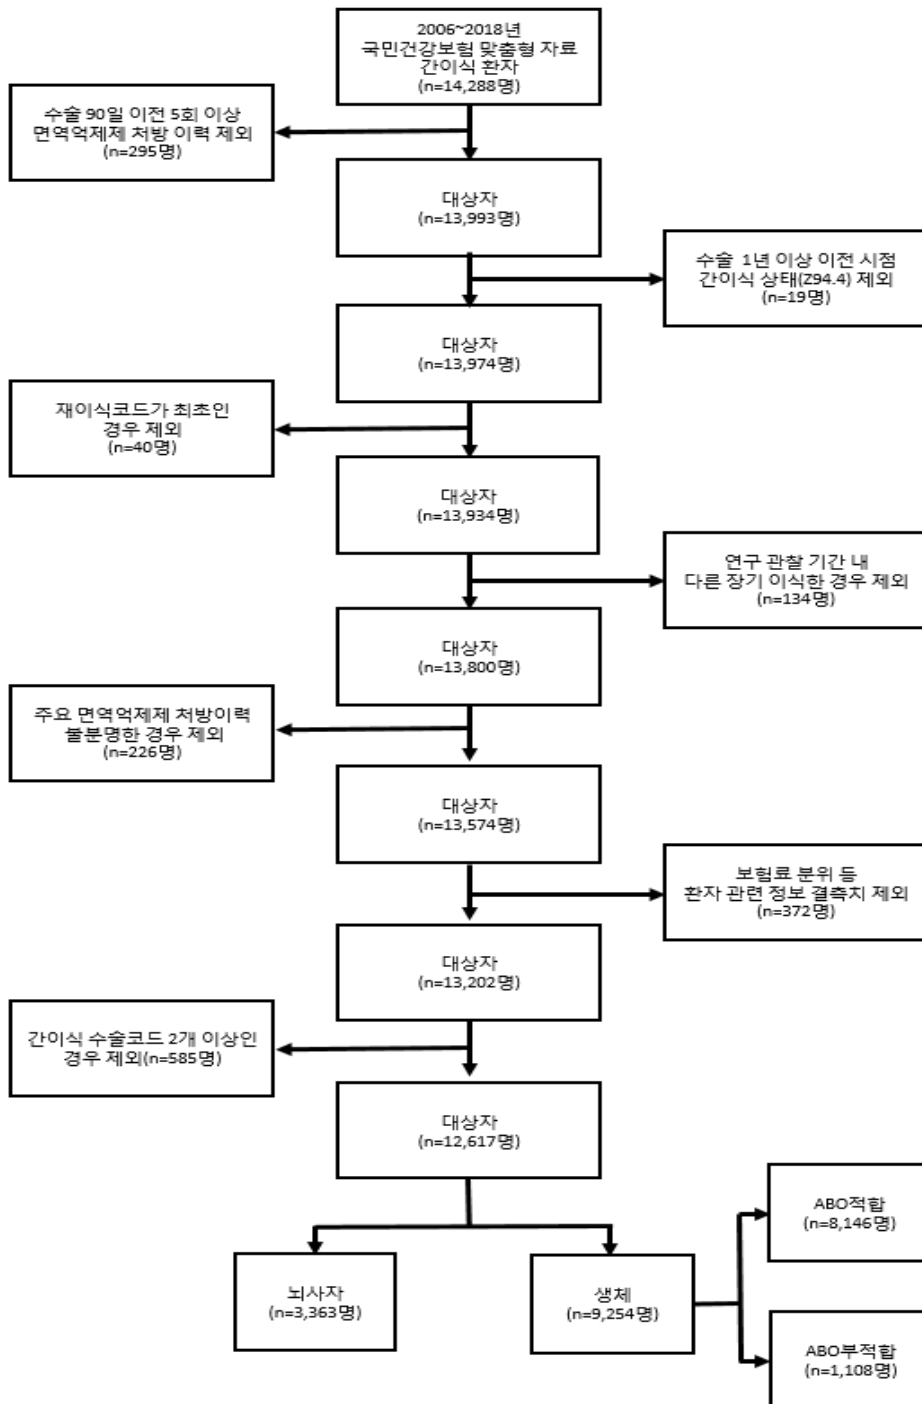 2006~2018년
국민건강보험 맞춤형 자료
간이식 환자
(n=14,288명)
수술 90일 이전 5회 이상
면역억제제 처방 이력 제외
(n=295명)
대상자
(n=13,993명)
수술 1년 이상 이전 시점
간이식 상태(Z94.4) 제외
(n=19명)
대상자
(n=13,974명)
재이식코드가 최초인
경우 제외
(n=40명)
대상자
(n=13,934명)
연구 관찰 기간 내
다른 장기 이식한 경우 제외
(n=134명)
대상자
(n=13,800명)
주요 면역억제제 처방이력
불분명한 경우 제외
(n=226명)
대상자
(n=13,574명)
보험료 분위 등
환자 관련 정보 결측치 제외
(n=372명)
대상자
(n=13,202명)
간이식 수술코드 2개 이상인
경우 제외(n=585명)
대상자
(n=12,617명)
뇌사자
(n=3,363명)
생체
(n=9,254명)
ABO적합
(n=8,146명)
ABO부적합
(n=1,108명)